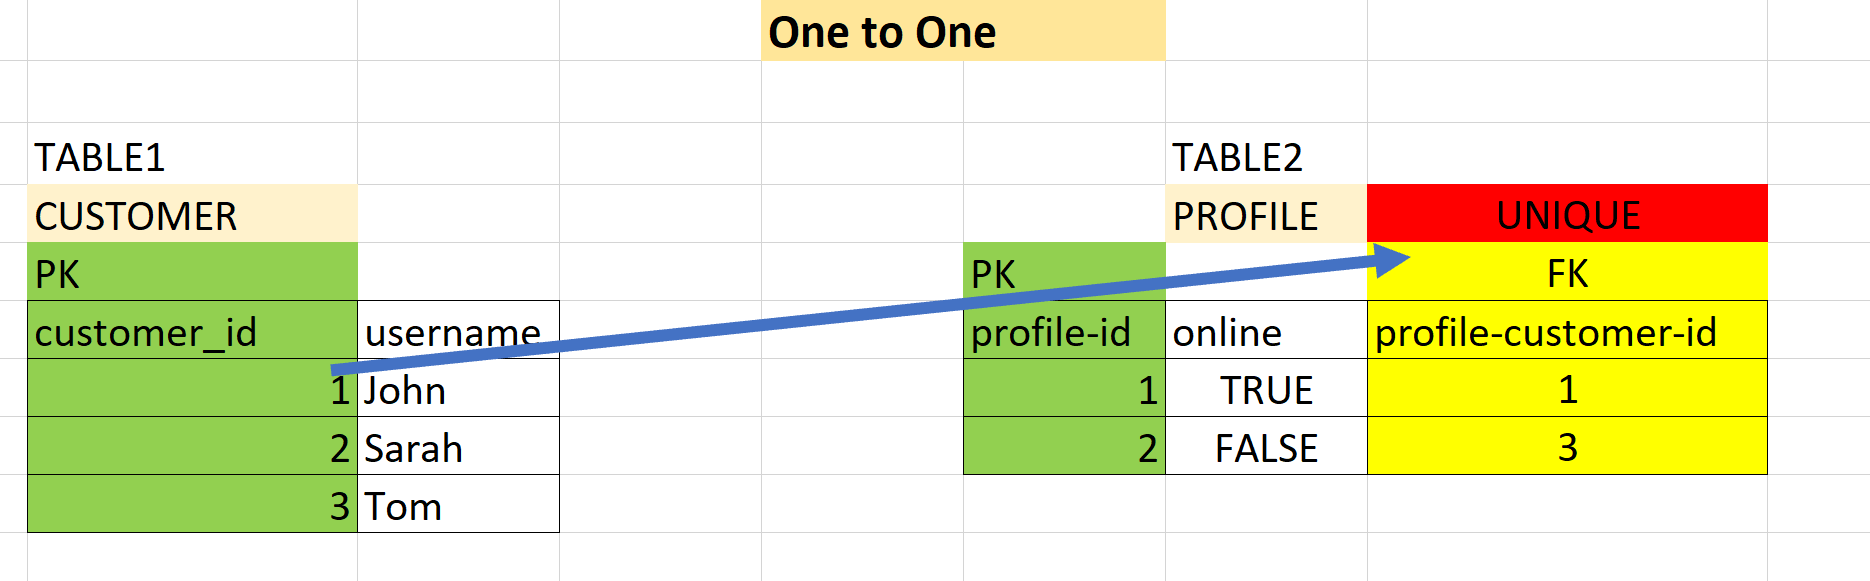 One to One
TABLE1
TABLE2
CUSTOMER
PROFILE
UNIQUE
PK
PK
FK
customer_id username
profile-id online profile-customer-id
1 John
1 TRUE 1
2 Sarah
2 FALSE 3
3 Tom